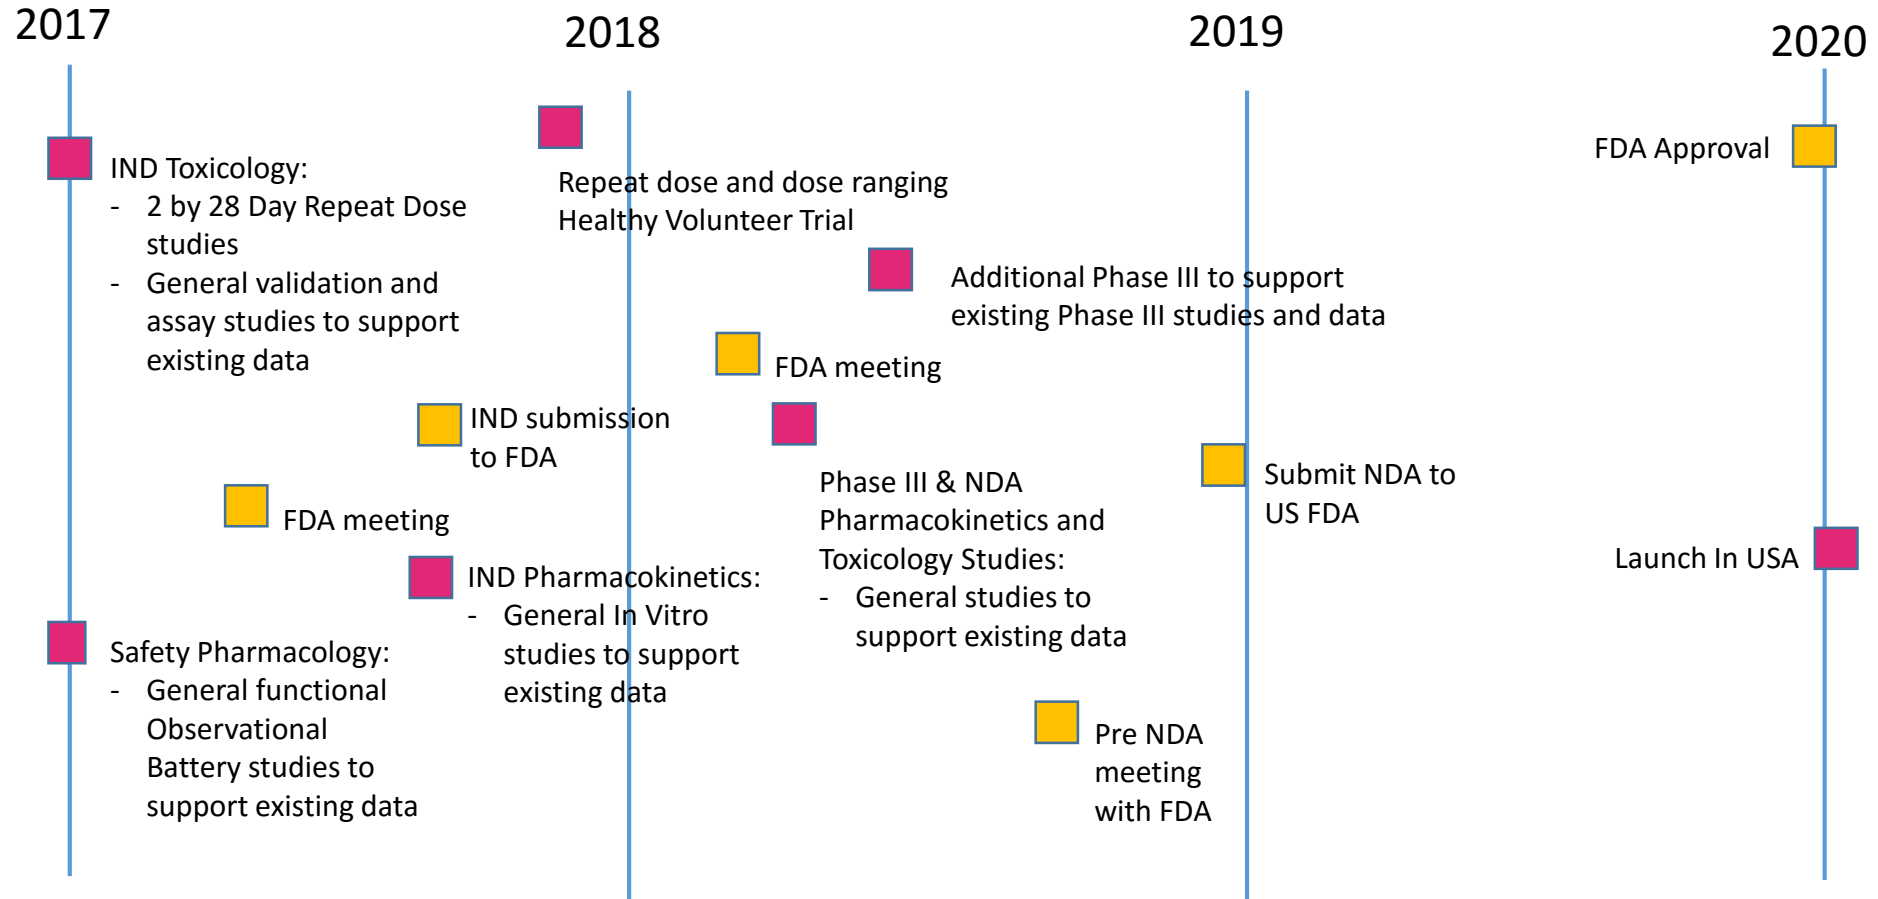 2017
2018
2019
2020
IND Toxicology:
- 2 by 28 Day Repeat Dose
studies
- General validation and
assay studies to support
existing data
Repeat dose and dose ranging
Healthy Volunteer Trial
FDA Approval
Additional Phase III to support
existing Phase III studies and data
FDA meeting
IND submission
to FDA
FDA meeting
Phase III & NDA
Pharmacokinetics and
Toxicology Studies:
- General studies to
support existing data
Submit NDA to
US FDA
Launch In USA
IND Pharmacokinetics:
- General In Vitro
studies to support
existing data
Safety Pharmacology:
- General functional
Observational
Battery studies to
support existing data
Pre NDA
meeting
with FDA